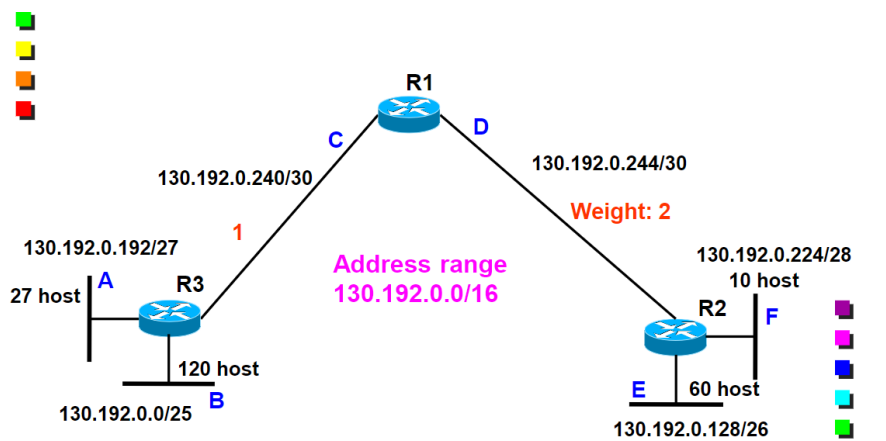 R1
C
D
130.192.0.240/30
130.192.0.244/30
Weight: 2
1
130.192.0.192/27
Address range
130.192.0.0/16
130.192.0.224/28
10 host
A
27 host
R3
R2
F
120 host
B
130.192.0.0/25
E
60 host
130.192.0.128/26